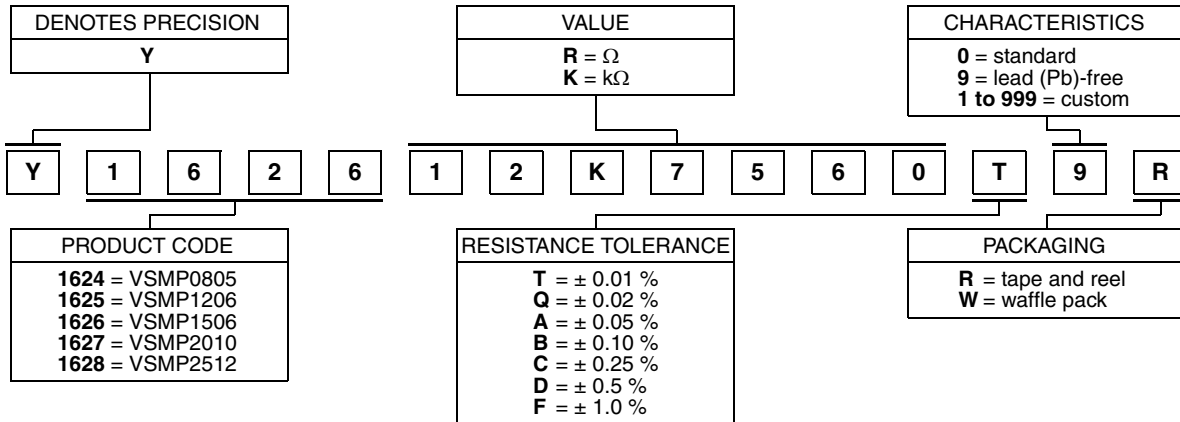 DENOTES PRECISION
Y
VALUE
R = Ω
K = kΩ
CHARACTERISTICS
0 = standard
9 = lead (Pb)-free
1 to 999 = custom
Y 1 6 2 6 1 2 K 7 5 6 0 T 9 R
PRODUCT CODE
1624 = VSMP0805
1625 = VSMP1206
1626 = VSMP1506
1627 = VSMP2010
1628 = VSMP2512
RESISTANCE TOLERANCE
T = ± 0.01 %
Q = ± 0.02 %
A = ± 0.05 %
B = ± 0.10 %
C = ± 0.25 %
D = ± 0.5 %
F = ± 1.0 %
PACKAGING
R = tape and reel
W = waffle pack